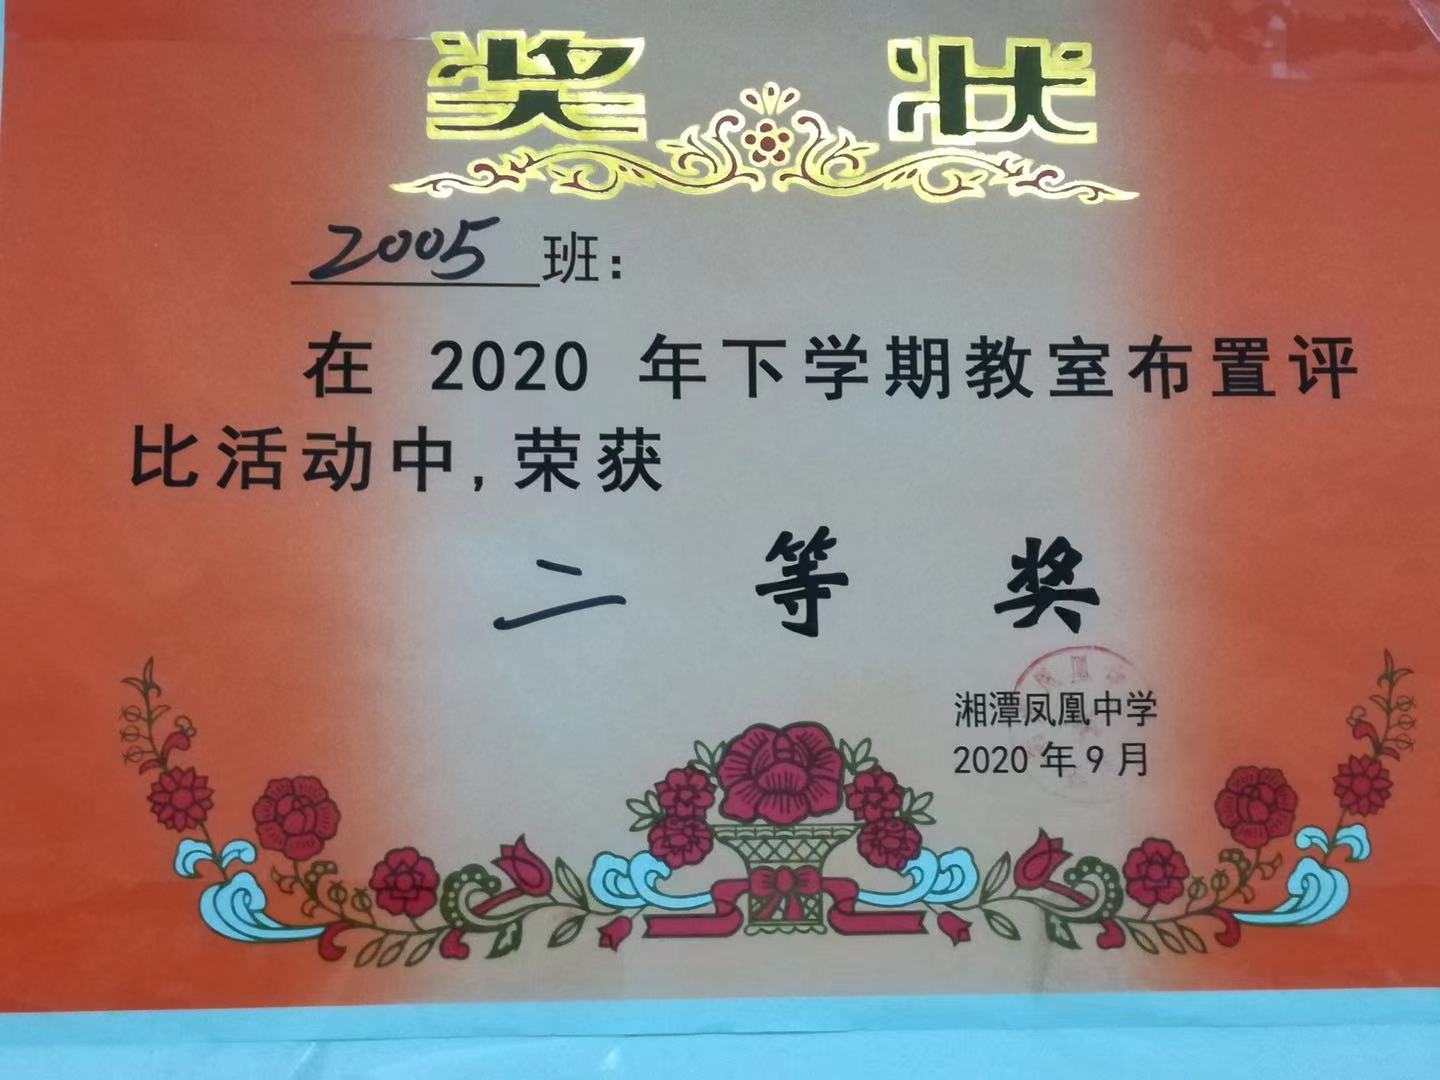 奖状
2005班：
在 2020 年下学期教室布置评
比活动中,荣获
二等奖
湘潭凤凰中学
2020 年 9 月